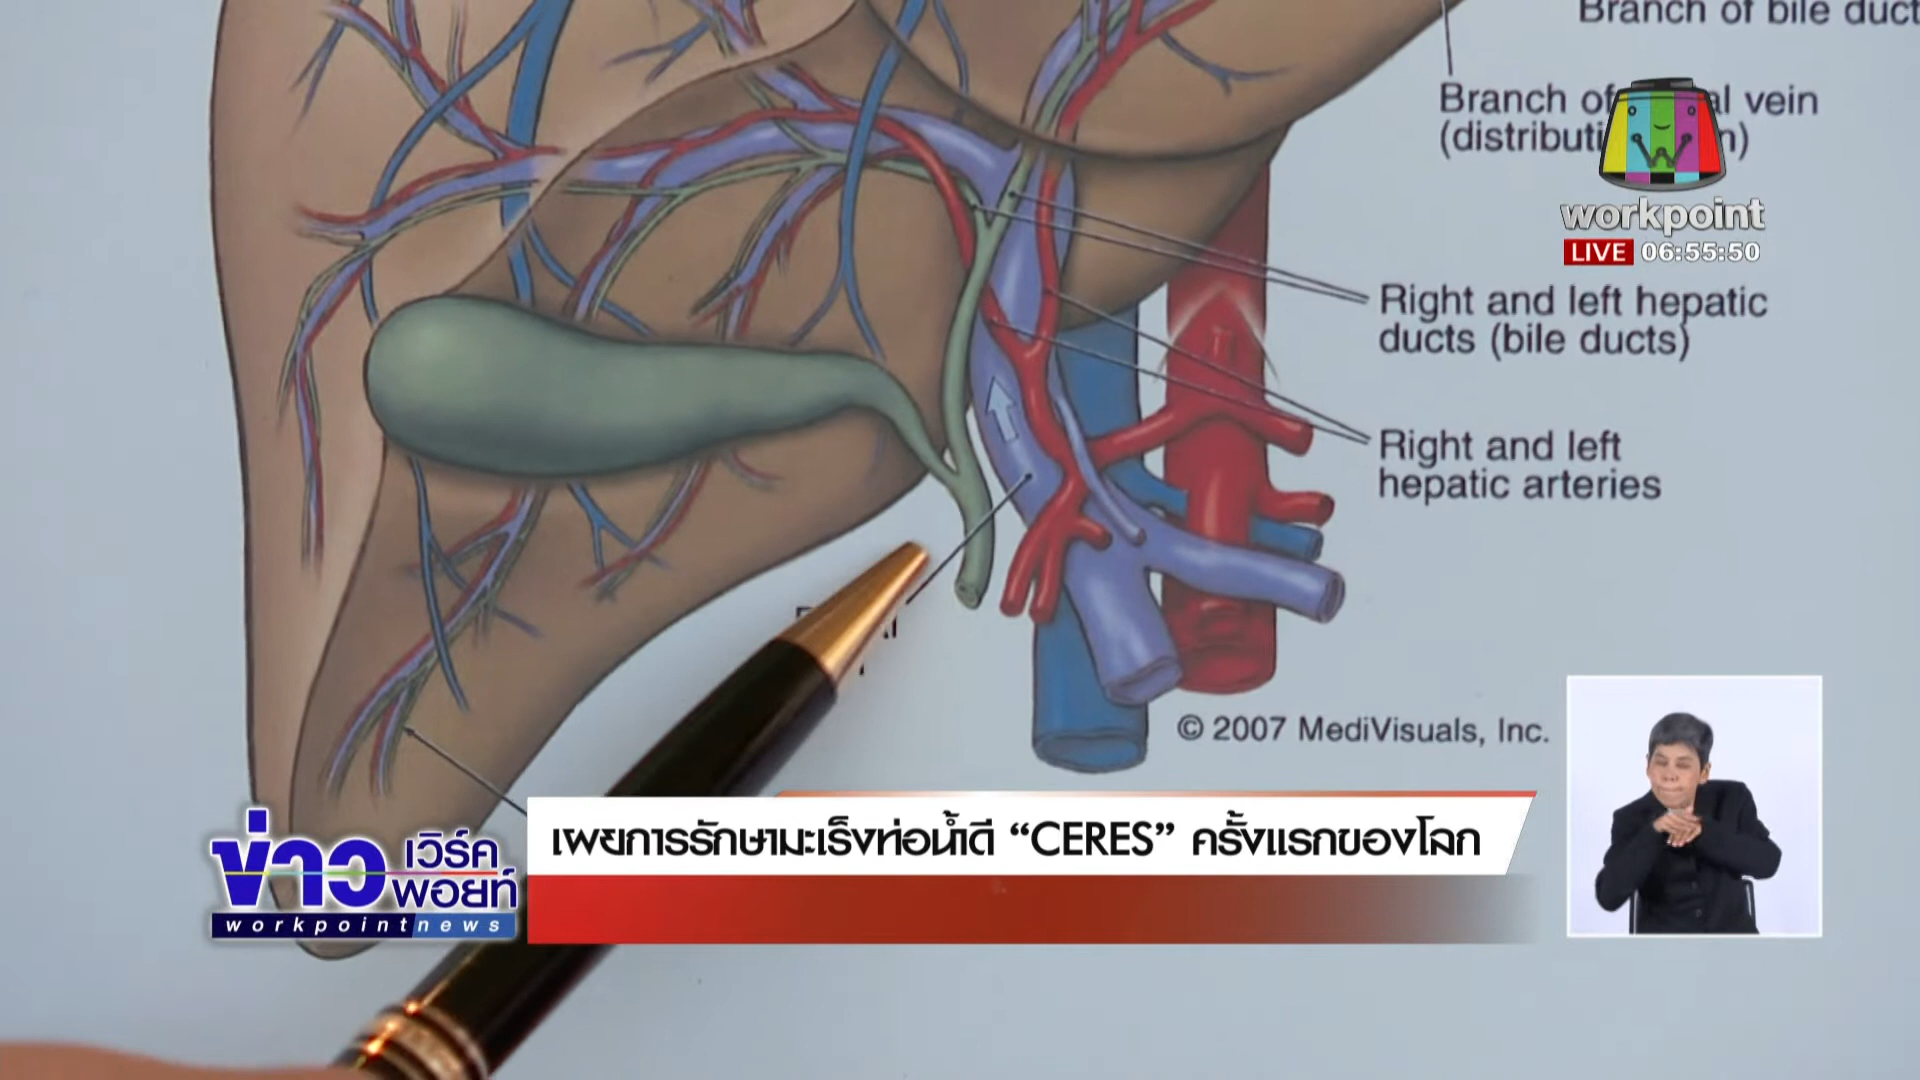 Branch of bile duct
Branch of al vein
(distributi n)
workpoint
LIVE 06:55:50
Right and left hepatic
ducts (bile ducts)
Right and left
hepatic arteries
© 2007 MediVisuals, Inc.
เผยการรักษามะเร็งท่อน้ำดี “CERES” ครั้งแรกของโลก
ข่าว เวิร์ค
พอยท์
workpointnews